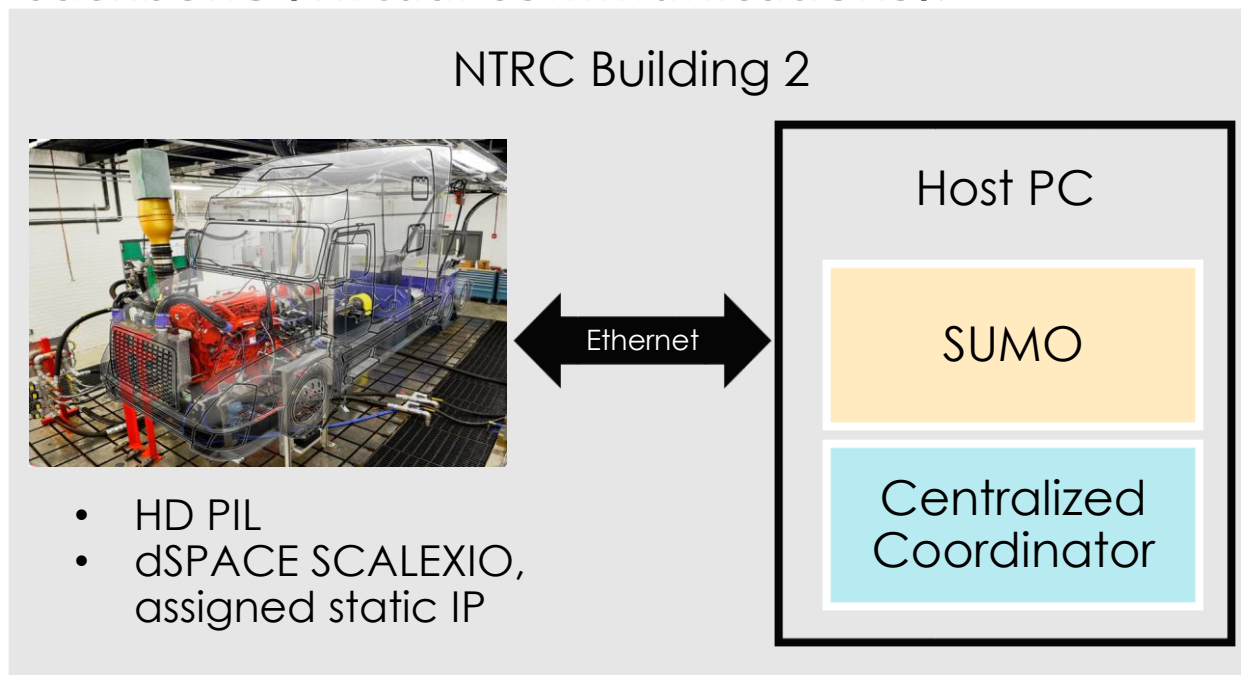 NTRC Building 2
Host PC
Ethernet
SUMO
Centralized
Coordinator
• HD PIL
• dSPACE SCALEXIO,
assigned static IP